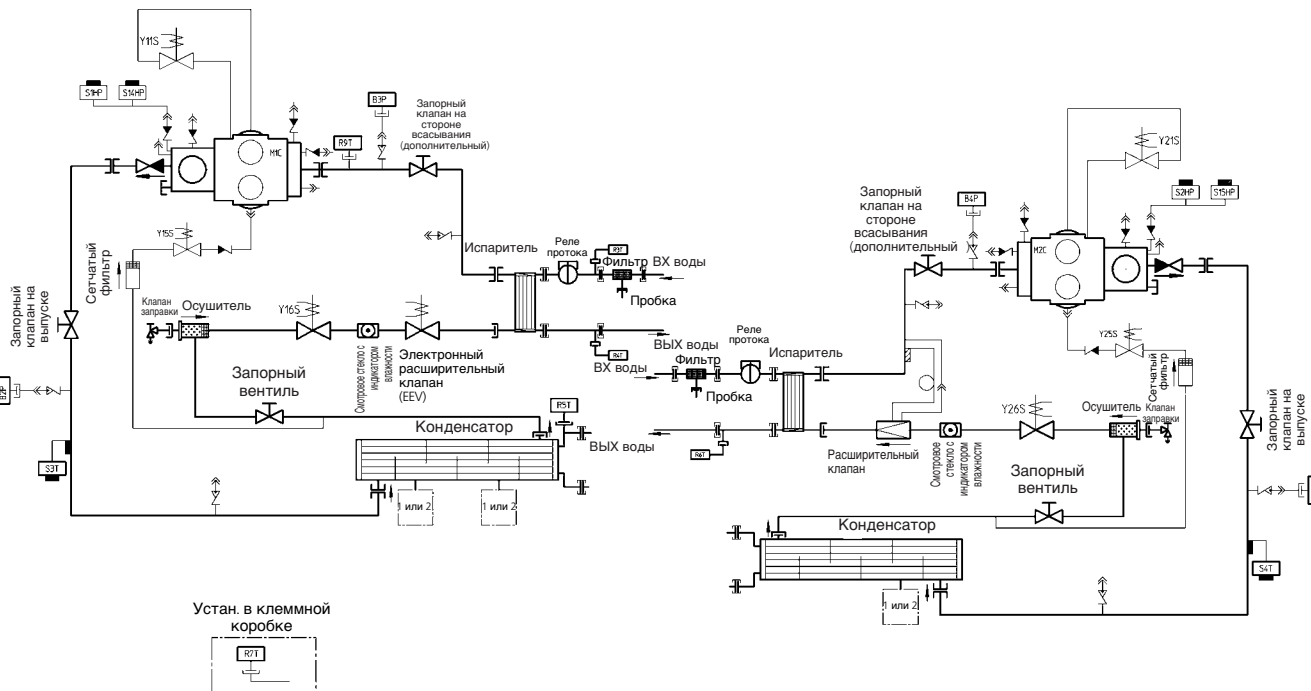 Y11S
S1HP
S14HP
M1C
R9T
B3P
Запорный
клапан на
стороне
всасывания
(дополнительный)
Y15S
Сетчатый
фильтр
Запорный
клапан на
выпуске
Клапан
заправки
Осушитель
Y16S
Смотровое стекло с
индикатором
влажности
Электронный
расширительный
клапан
(EEV)
Испаритель
Реле
протока
R3T
Фильтр
ВХ воды
Пробка
R4T
ВЫХ воды
ВХ воды
Запорный
вентиль
Конденсатор
R5T
ВЫХ воды
B2P
S3T
1 или 2
1 или 2
Устан. в клеммной
коробке
R7T
Y21S
S2HP
S15HP
M2C
B4P
Запорный
клапан на
стороне
всасывания
(дополнительный)
Фильтр
Реле
протока
Испаритель
Пробка
R6T
Расширительный
клапан
Смотровое
стекло с
индикатором
влажности
Y26S
Y25S
Сетчатый
фильтр
Осушитель
Клапан
заправки
Запорный
клапан на
выпуске
Запорный
вентиль
Конденсатор
S4T
1 или 2